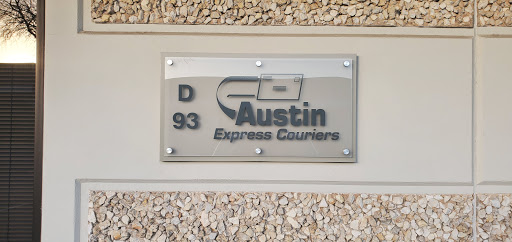 D
93
Austin
Express Couriers